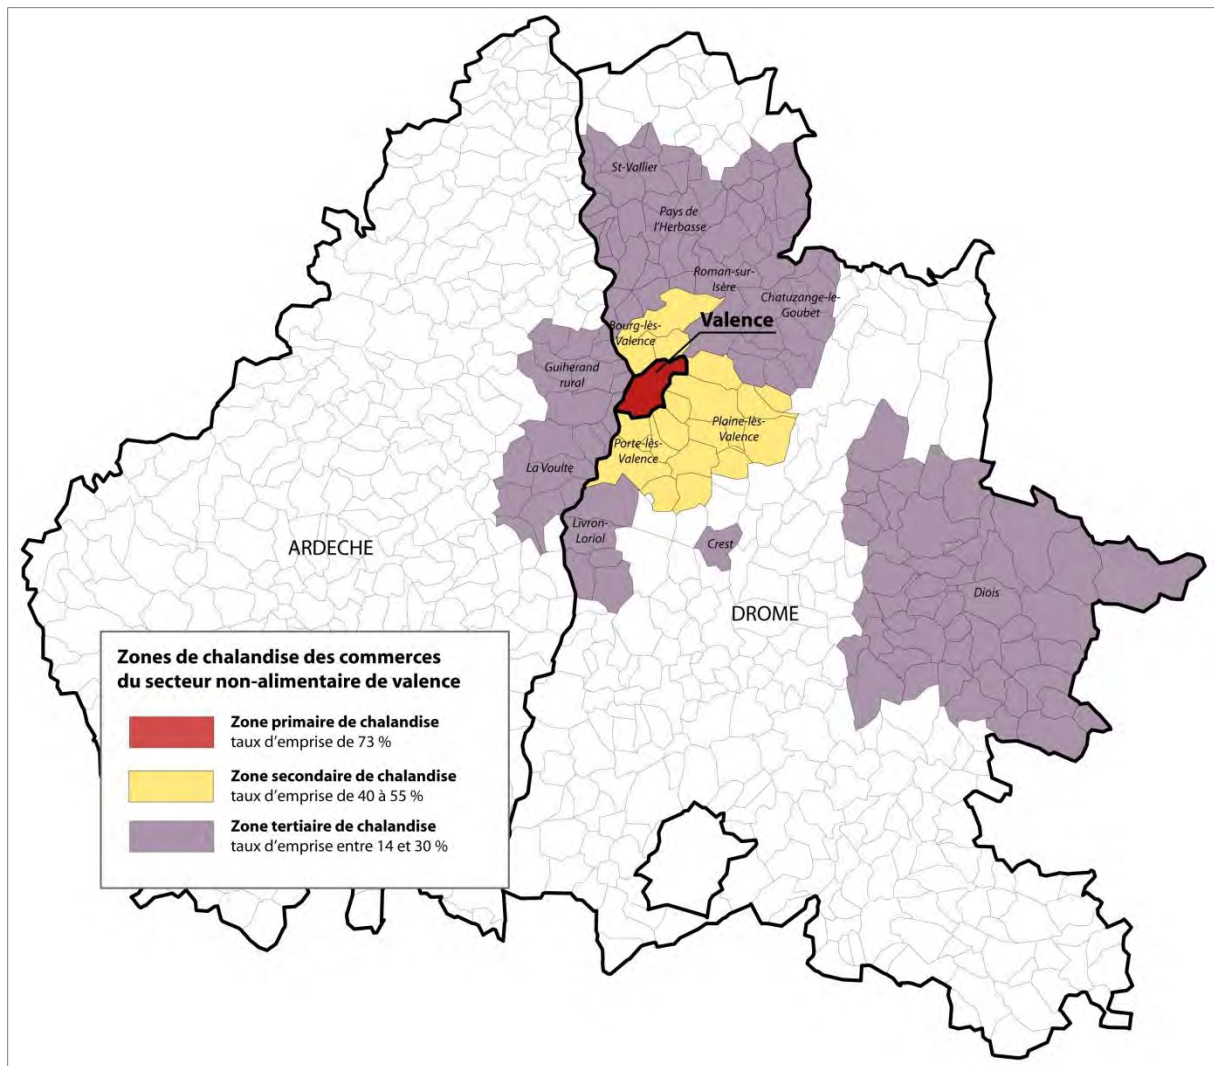 St-Vallier
Pays de
l'Herbasse
Roman-sur-
Isère
Chatuzange-le-
Goubet
Bourg-lès-
Valence
Valence
Guilherand
rural
Plaine-lès-
Valence
Porte-lès-
Valence
La Voulte
Livron-
Loriol
Crest
ARDECHE
Diois
DROME
Zones de chalandise des commerces
du secteur non-alimentaire de valence
Zone primaire de chalandise
taux d'emprise de 73 %
Zone secondaire de chalandise
taux d'emprise de 40 à 55 %
Zone tertiaire de chalandise
taux d'emprise entre 14 et 30 %